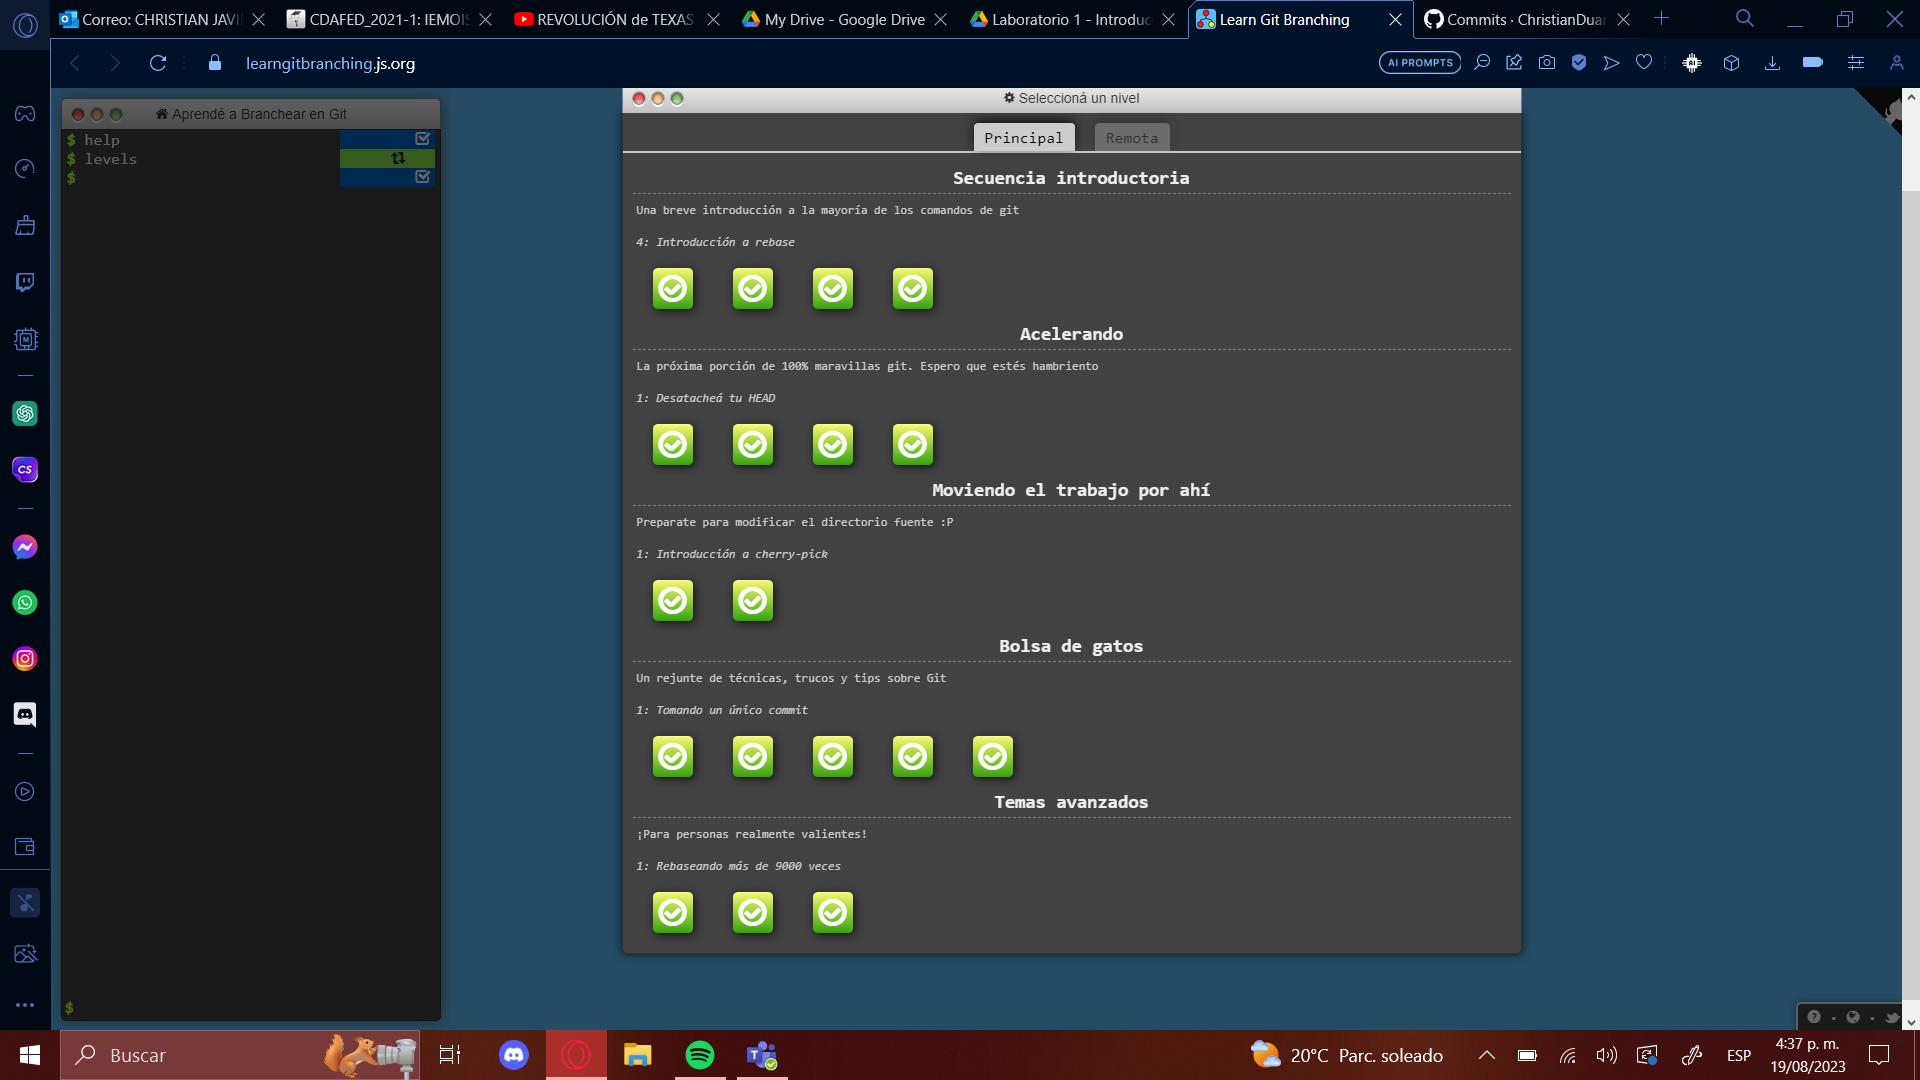 Correo: CHRISTIAN JAVI
CDAFED_2021-1: IEMOIS
REVOLUCIÓN de TEXAS
My Drive - Google Drive
Laboratorio 1 - Introduc
Learn Git Branching
Commits · ChristianDuar
learngitbranching.js.org
AI PROMPTS
Aprendé a Branchear en Git
$ help
$ levels
$
$
Seleccioná un nivel
Principal
Remota
Secuencia introductoria
Una breve introducción a la mayoría de los comandos de git
4: Introducción a rebase
Acelerando
La próxima porción de 100% maravillas git. Espero que estés hambriento
1: Desatacheá tu HEAD
Moviendo el trabajo por ahí
Preparate para modificar el directorio fuente :P
1: Introducción a cherry-pick
Bolsa de gatos
Un rejunte de técnicas, trucos y tips sobre Git
1: Tomando un único commit
Temas avanzados
¡Para personas realmente valientes!
1: Rebaseando más de 9000 veces
CS
Buscar
20°C Parc. soleado
ESP
4:37 p. m.
19/08/2023